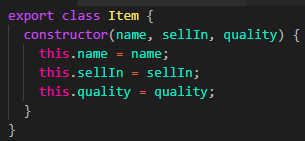 export class Item {
  constructor(name, sellIn, quality) {
    this.name = name;
    this.sellIn = sellIn;
    this.quality = quality;
  }
}